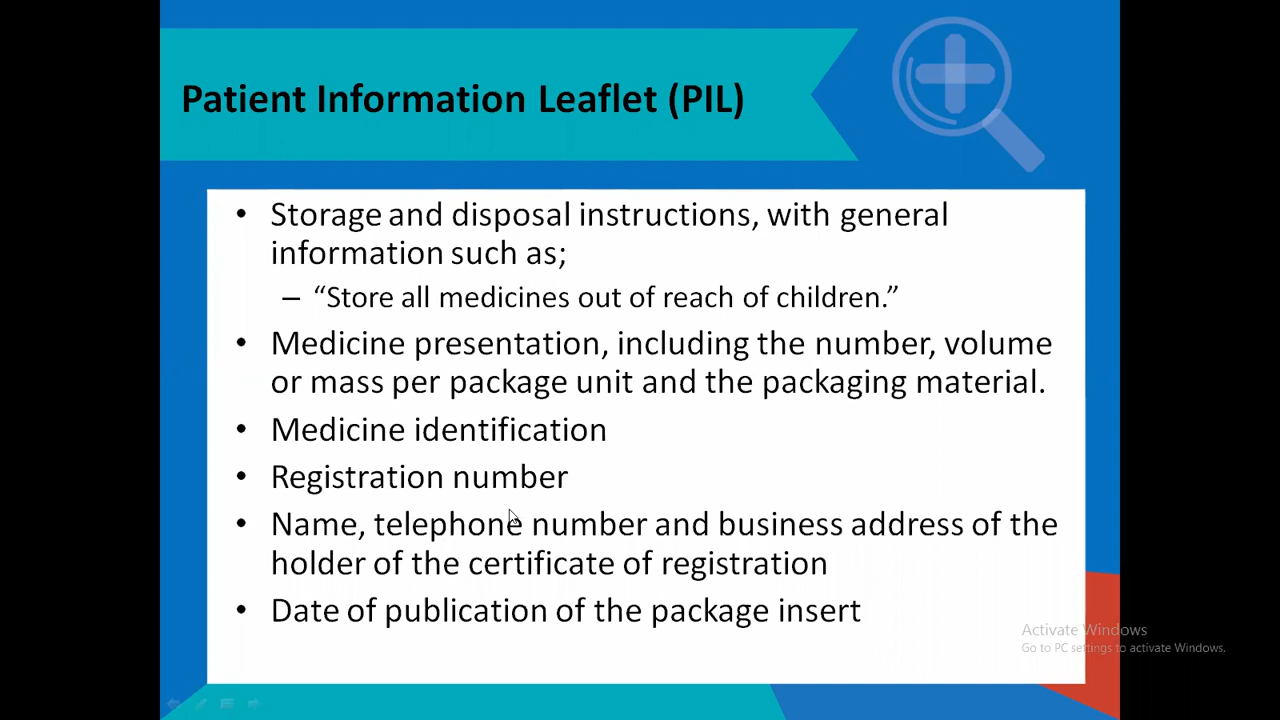 Patient Information Leaflet (PIL)
• Storage and disposal instructions, with general
information such as;
– “Store all medicines out of reach of children.”
• Medicine presentation, including the number, volume
or mass per package unit and the packaging material.
• Medicine identification
• Registration number
• Name, telephone number and business address of the
holder of the certificate of registration
• Date of publication of the package insert
Activate Windows
Go to PC settings to activate Windows.